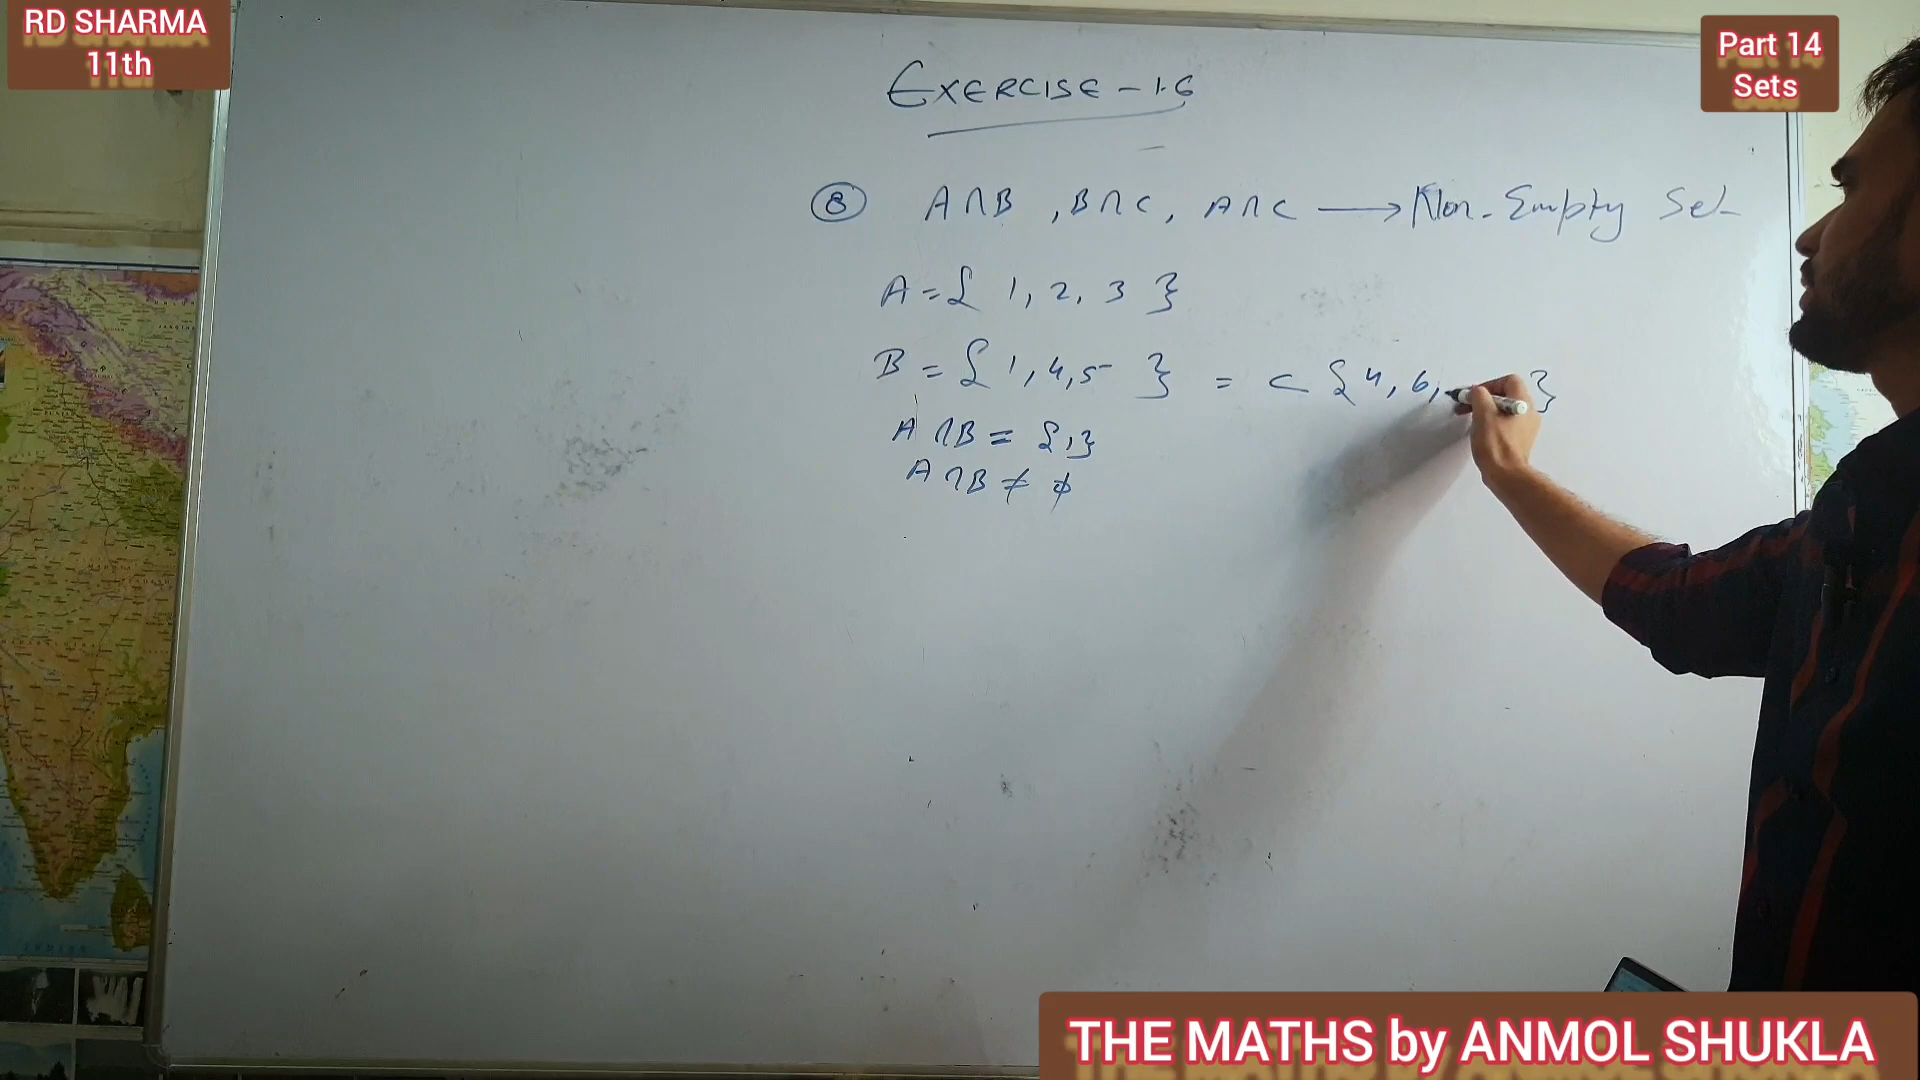 RD SHARMA
11th
Part 14
Sets
EXERCISE - 1.6
8 A∩B , B∩C, A∩C → Non-Empty Set
A = { 1, 2, 3 }
B = { 1, 4, 5 } = C { 4, 6, }
A∩B = {1}
A∩B ≠ ϕ
THE MATHS by ANMOL SHUKLA